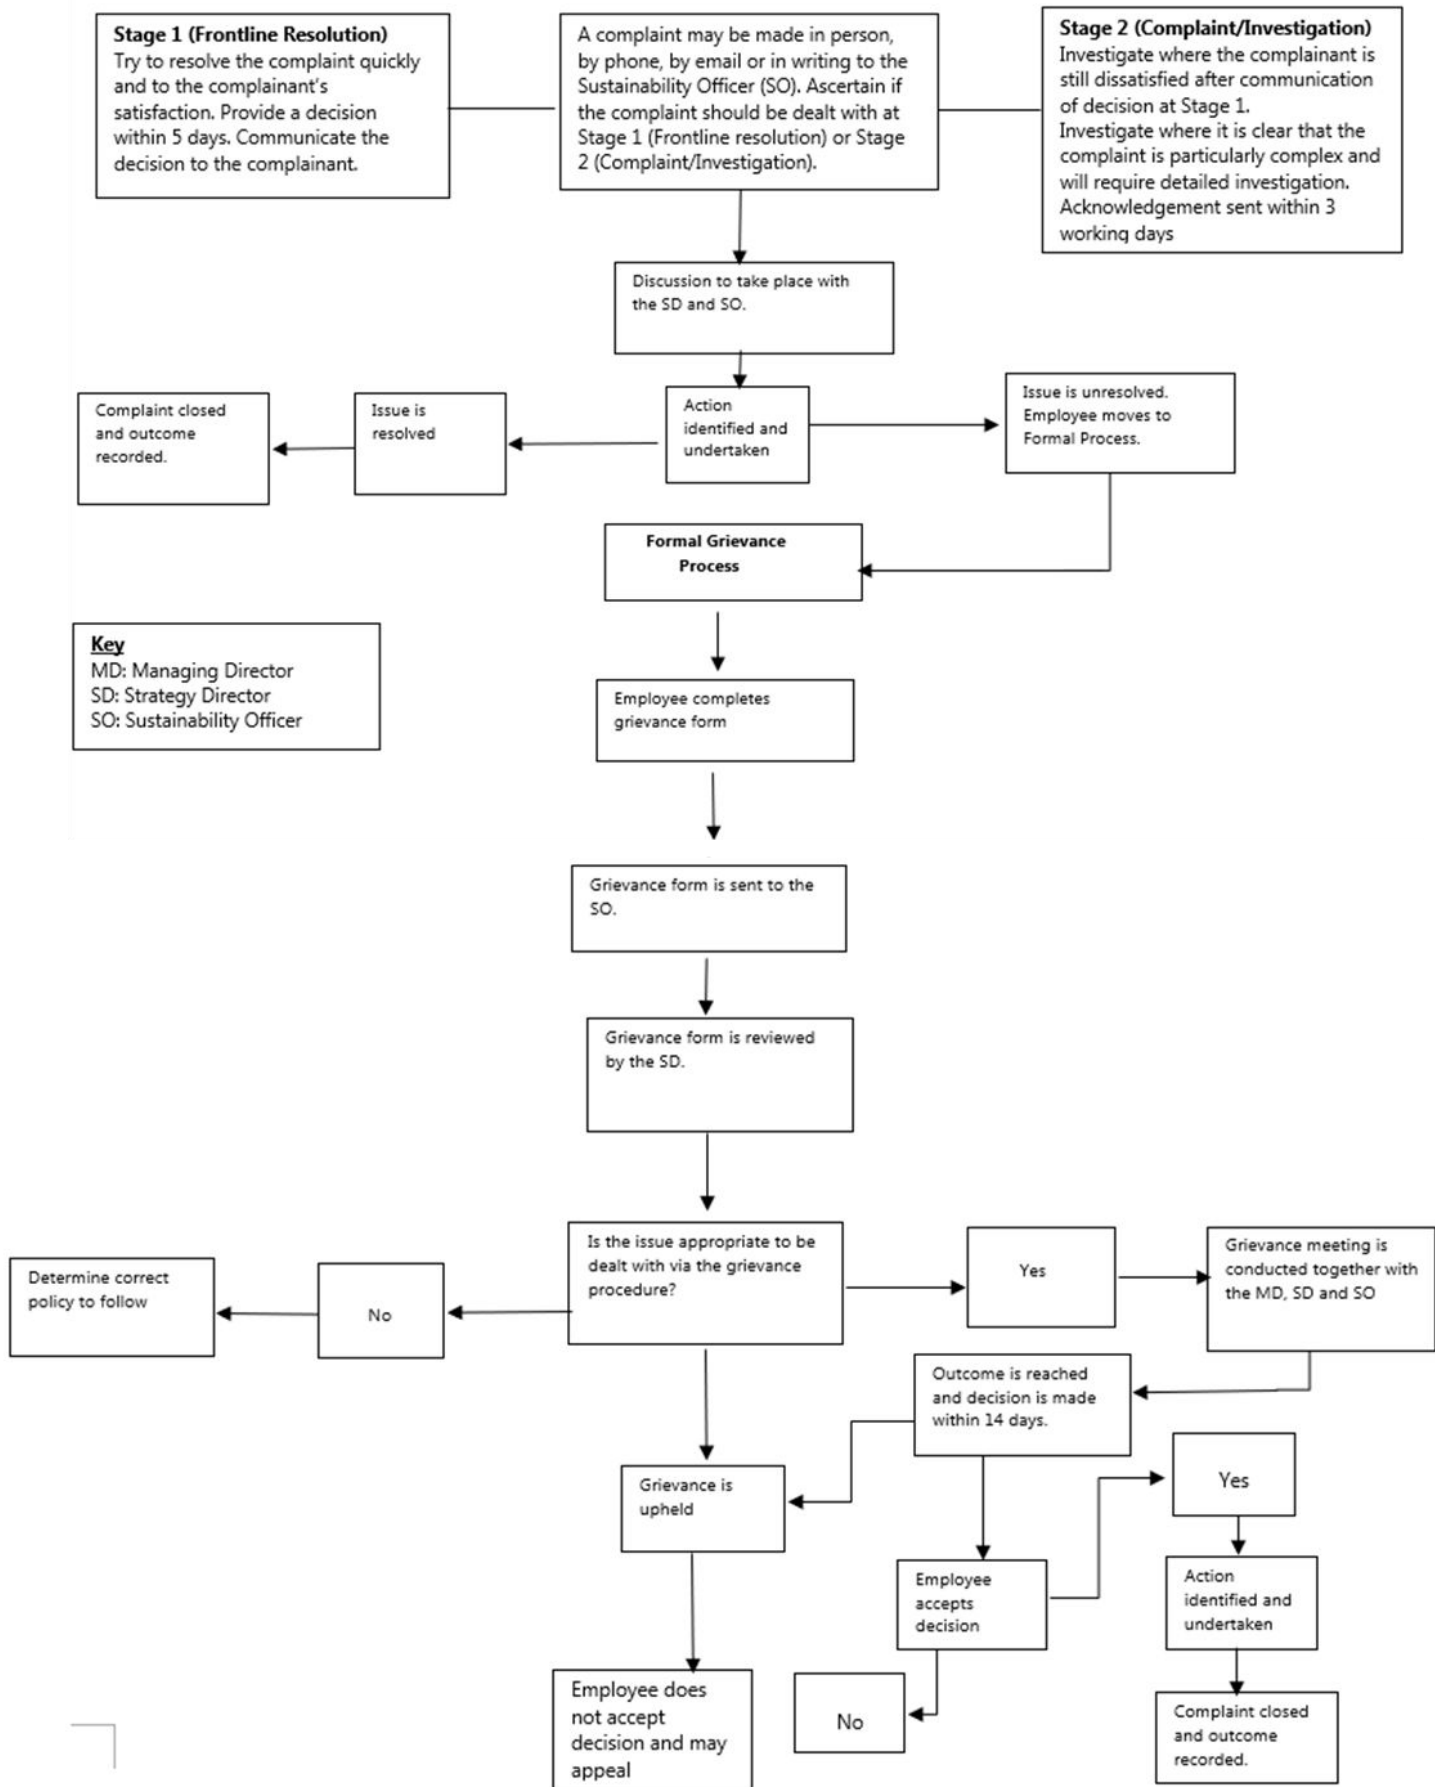 Stage 1 (Frontline Resolution)
Try to resolve the complaint quickly
and to the complainant's
satisfaction. Provide a decision
within 5 days. Communicate the
decision to the complainant.
A complaint may be made in person,
by phone, by email or in writing to the
Sustainability Officer (SO). Ascertain if
the complaint should be dealt with at
Stage 1 (Frontline resolution) or Stage
2 (Complaint/Investigation).
Stage 2 (Complaint/Investigation)
Investigate where the complainant is
still dissatisfied after communication
of decision at Stage 1.
Investigate where it is clear that the
complaint is particularly complex and
will require detailed investigation.
Acknowledgement sent within 3
working days
Discussion to take place with
the SD and SO.
Complaint closed
and outcome
recorded.
Issue is
resolved
Action
identified and
undertaken
Issue is unresolved.
Employee moves to
Formal Process.
Formal Grievance
Process
Key
MD: Managing Director
SD: Strategy Director
SO: Sustainability Officer
Employee completes
grievance form
Grievance form is sent to the
SO.
Grievance form is reviewed
by the SD.
Determine correct
policy to follow
No
Is the issue appropriate to be
dealt with via the grievance
procedure?
Yes
Grievance meeting is
conducted together with
the MD, SD and SO
Outcome is reached
and decision is made
within 14 days.
Grievance is
upheld
Yes
Employee
accepts
decision
Action
identified and
undertaken
Employee does
not accept
decision and may
appeal
No
Complaint closed
and outcome
recorded.